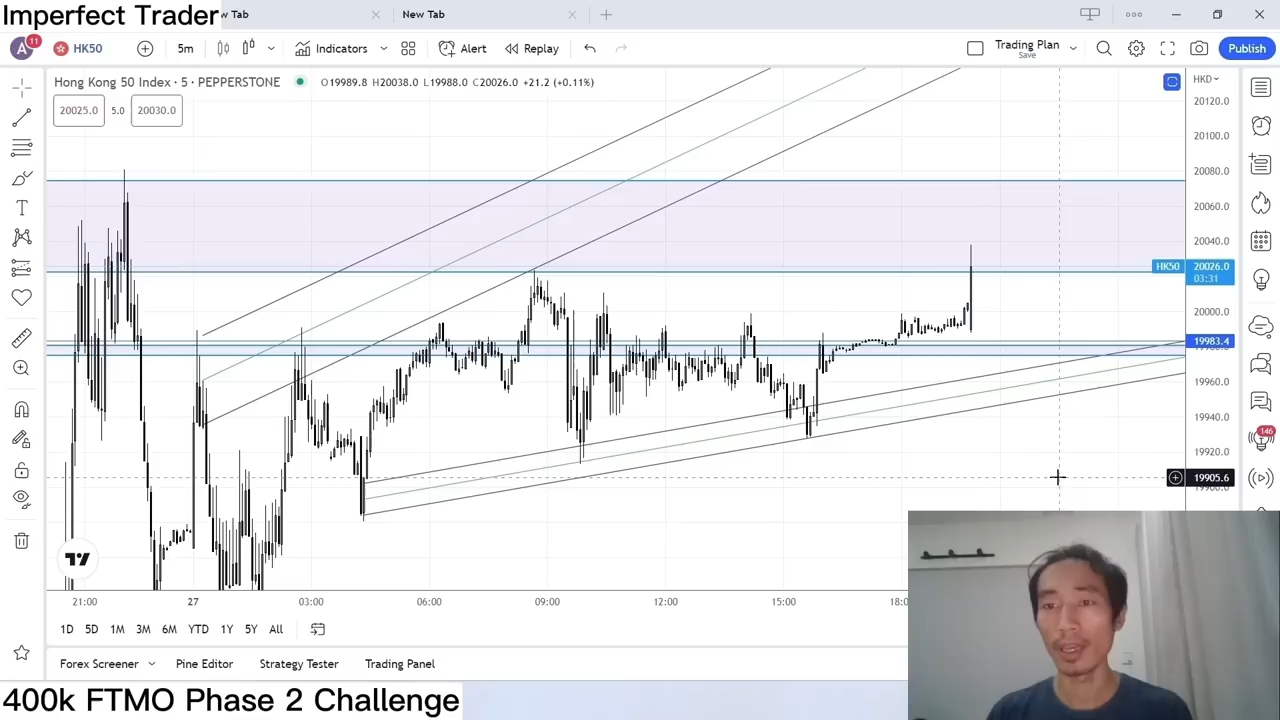 Imperfect Trader
w Tab
New Tab
A 11 HK50 5m Indicators Alert Replay Trading Plan Save Publish
Hong Kong 50 Index · 5 · PEPPERSTONE O19989.8 H20038.0 L19988.0 C20026.0 +21.2 (+0.11%) HKD
20025.0 5.0 20030.0
20120.0
20100.0
20080.0
20060.0
20040.0
HK50 20026.0
03:31
20000.0
19983.4
19960.0
19940.0
19920.0
19905.6
146
21:00 27 03:00 06:00 09:00 12:00 15:00 18:0
1D 5D 1M 3M 6M YTD 1Y 5Y All
Forex Screener Pine Editor Strategy Tester Trading Panel
400k FTMO Phase 2 Challenge